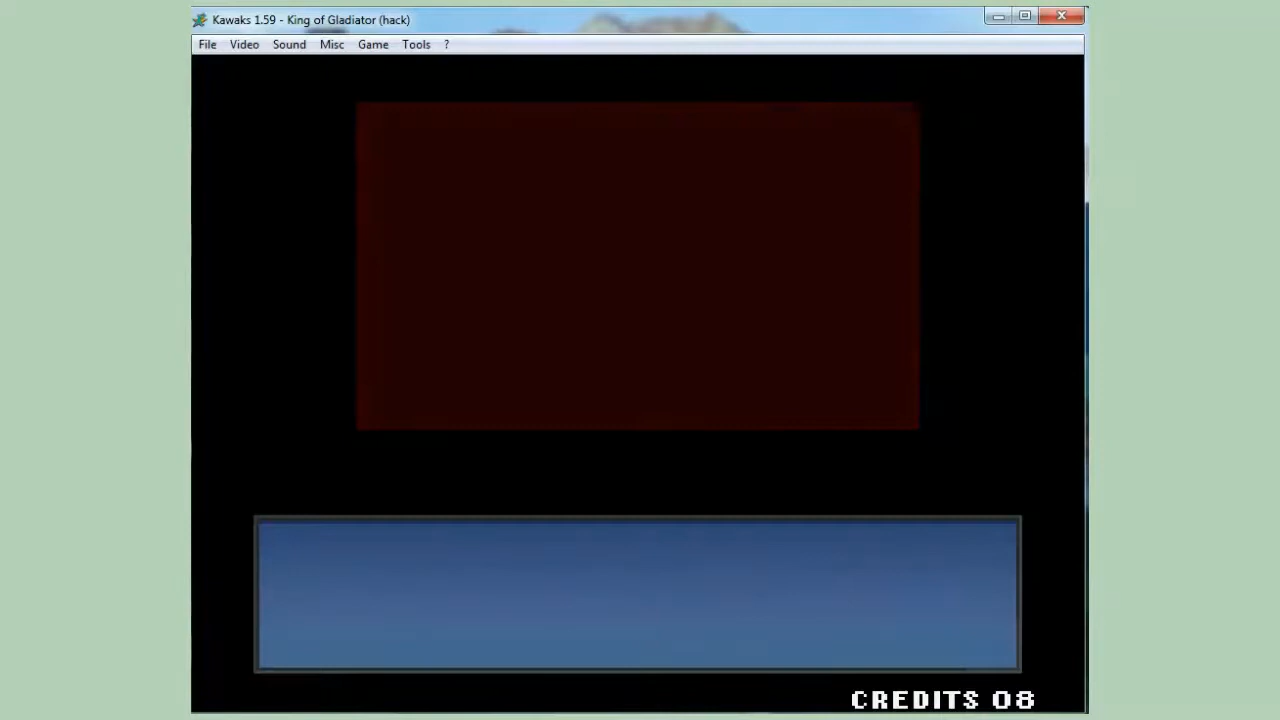 Kawaks 1.59 - King of Gladiator (hack)
File Video Sound Misc Game Tools ?
CREDITS 08